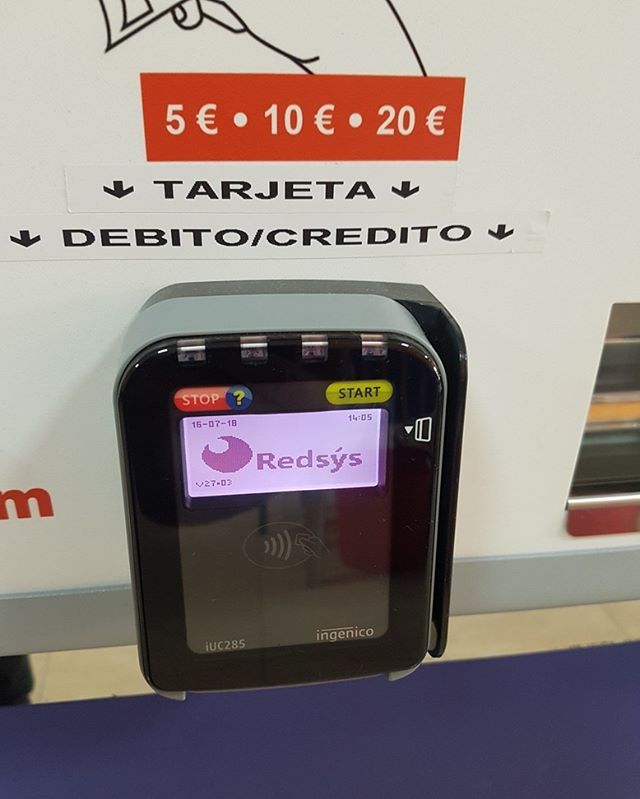 5 € • 10 € • 20 €
↓ TARJETA ↓
↓ DEBITO/CREDITO ↓
STOP ? START
16-07-18 14:05
Redsýs
v27.03
m
iUC285 ingenico